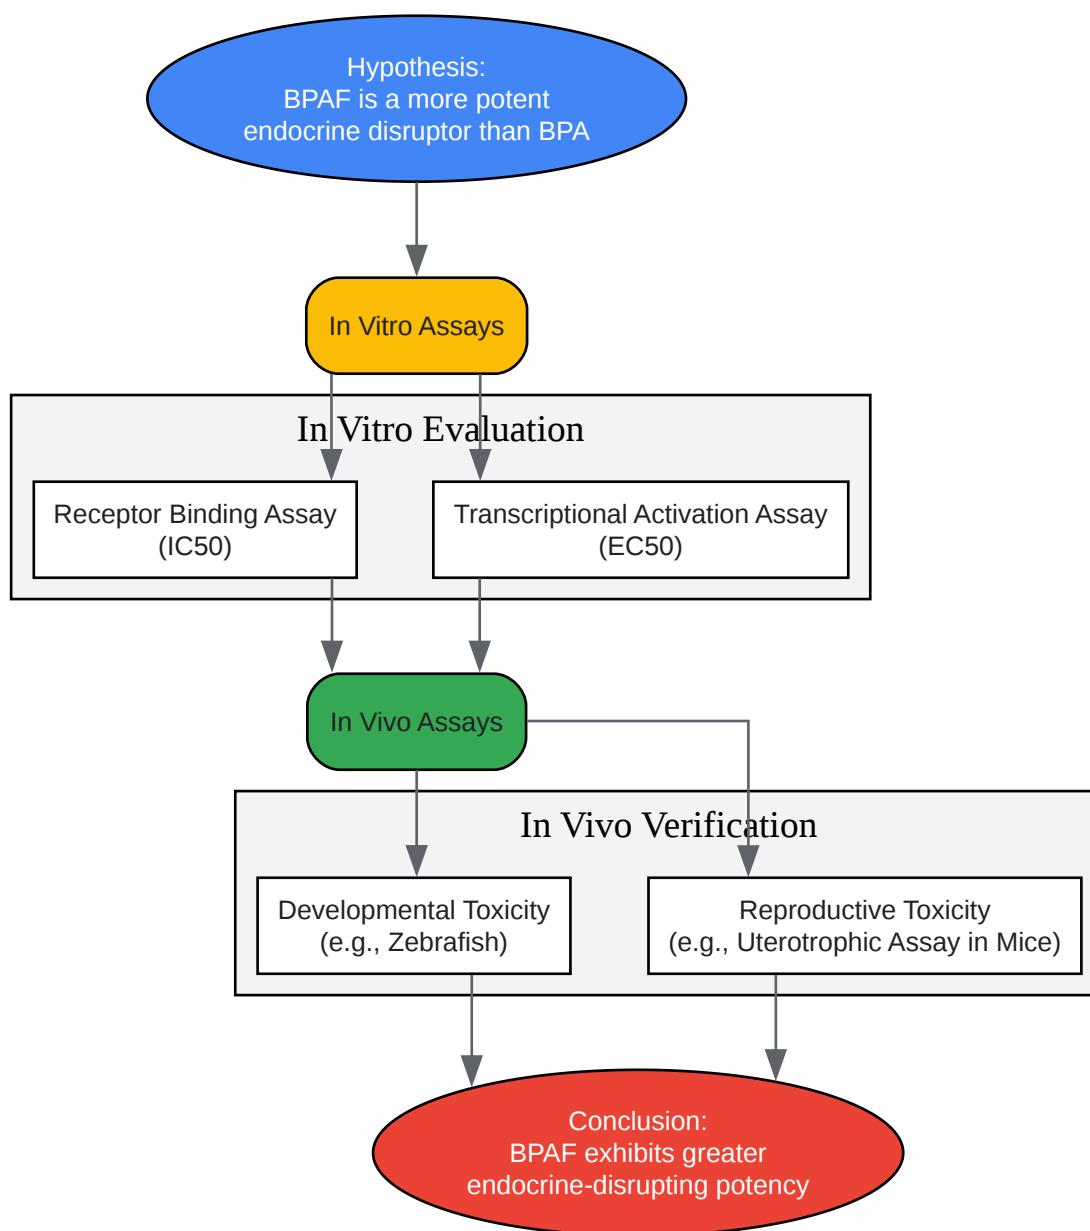 Hypothesis:
BPAF is a more potent
endocrine disruptor than BPA
In Vitro Assays
In Vitro Evaluation
Receptor Binding Assay
(IC50)
Transcriptional Activation Assay
(EC50)
In Vivo Assays
In Vivo Verification
Developmental Toxicity
(e.g., Zebrafish)
Reproductive Toxicity
(e.g., Uterotrophic Assay in Mice)
Conclusion:
BPAF exhibits greater
endocrine-disrupting potency